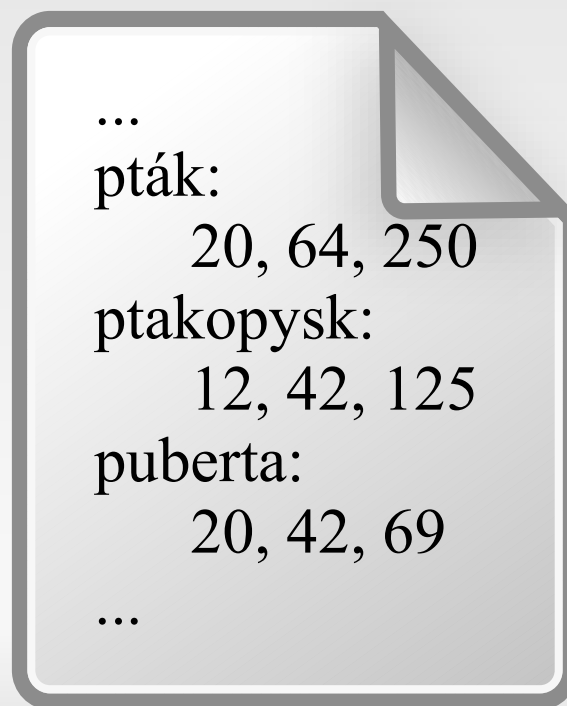 ...
pták:
20, 64, 250
ptakopysk:
12, 42, 125
puberta:
20, 42, 69
...